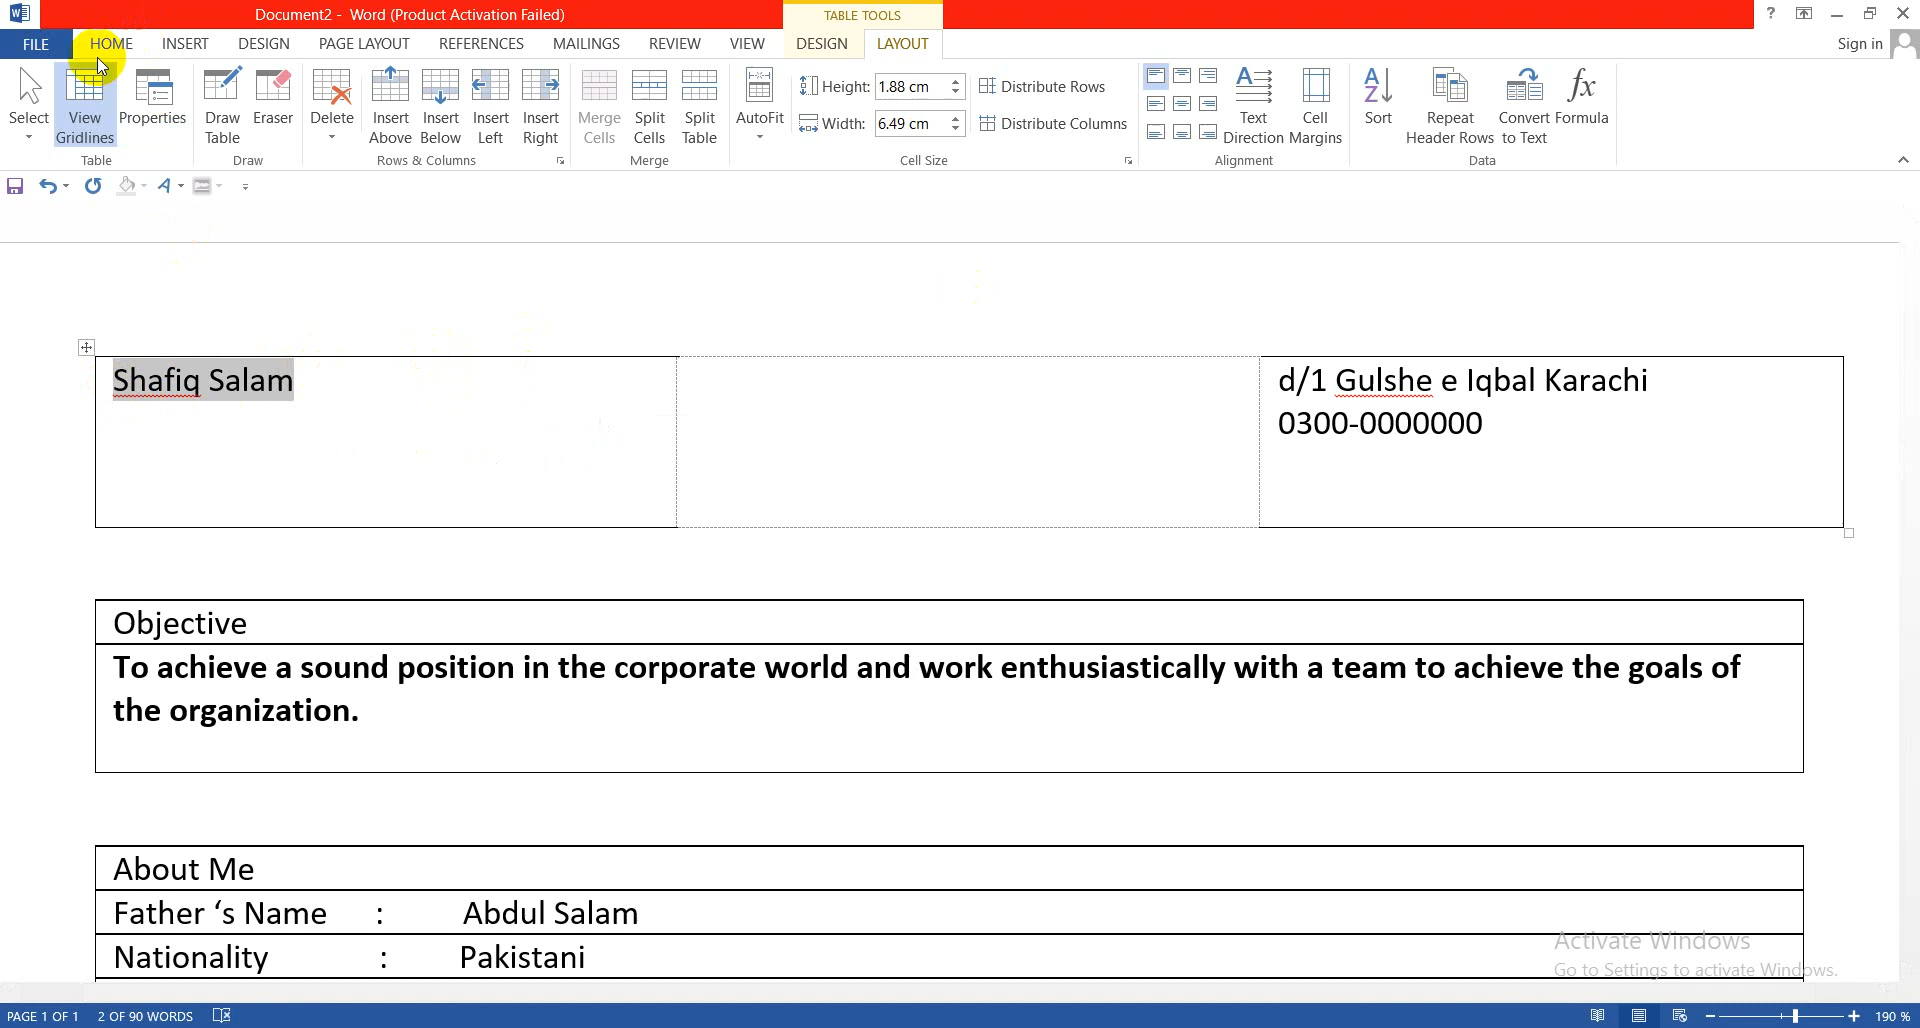 Document2 - Word (Product Activation Failed)
TABLE TOOLS
?
FILE HOME INSERT DESIGN PAGE LAYOUT REFERENCES MAILINGS REVIEW VIEW DESIGN LAYOUT
Sign in
Select View Gridlines Properties
Table
Draw Table Eraser
Draw
Delete Insert Above Insert Below Insert Left Insert Right
Rows & Columns
Merge Cells Split Cells Split Table
Merge
AutoFit
Height: 1.88 cm Distribute Rows
Width: 6.49 cm Distribute Columns
Cell Size
Text Direction Cell Margins
Alignment
Sort Repeat Header Rows Convert to Text Formula
Data
Shafiq Salam
d/1 Gulshe e Iqbal Karachi
0300-0000000
Objective
To achieve a sound position in the corporate world and work enthusiastically with a team to achieve the goals of
the organization.
About Me
Father ‘s Name : Abdul Salam
Nationality : Pakistani
Activate Windows
Go to Settings to activate Windows.
PAGE 1 OF 1 2 OF 90 WORDS
190 %